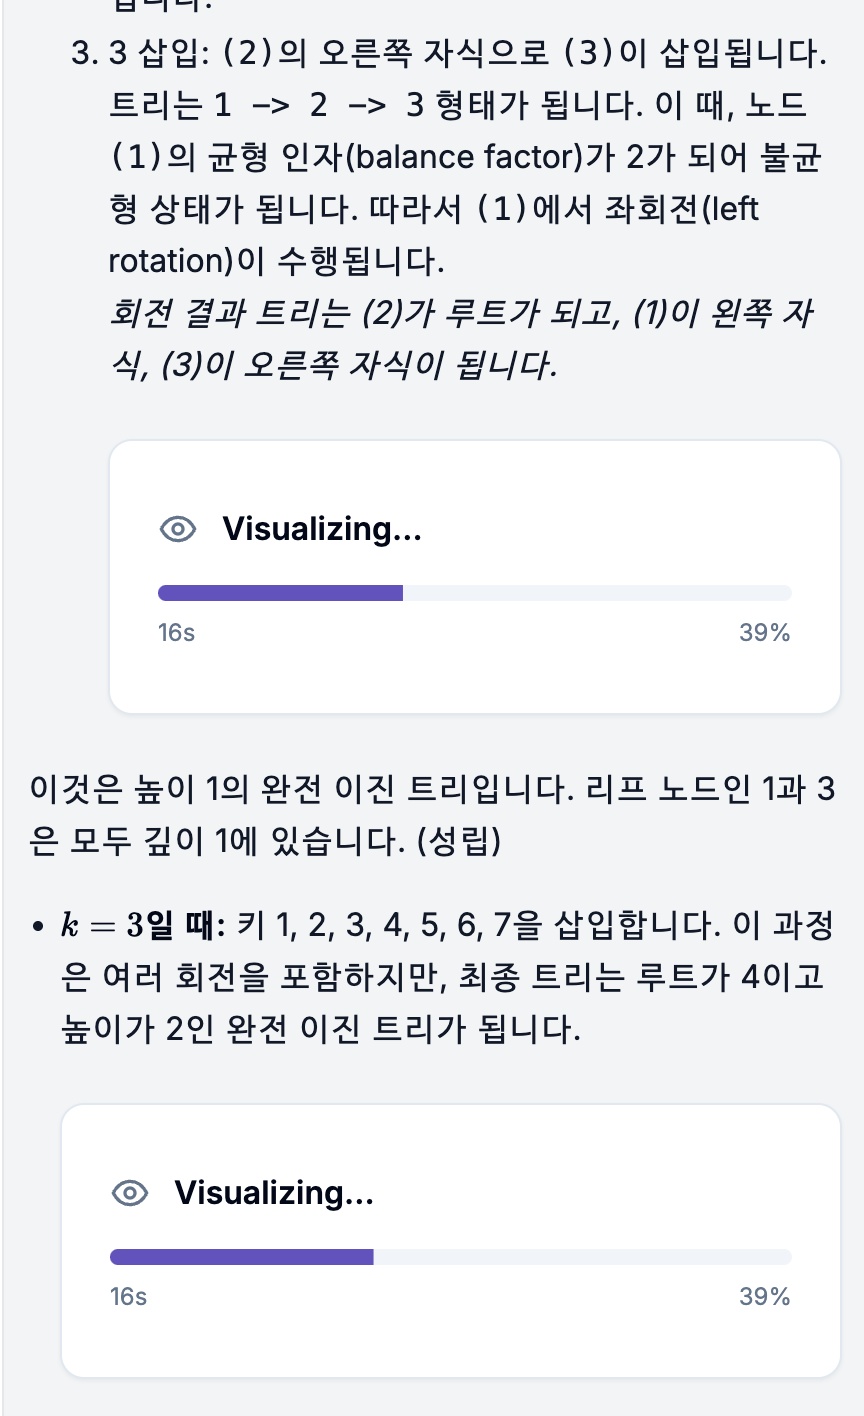 3. 3 삽입: (2)의 오른쪽 자식으로 (3)이 삽입됩니다.
트리는 1 —> 2 —> 3 형태가 됩니다. 이 때, 노드
(1)의 균형 인자(balance factor)가 2가 되어 불균
형 상태가 됩니다. 따라서 (1)에서 좌회전(left
rotation)이 수행됩니다.
회전 결과 트리는 (2)가 루트가 되고, (1)이 왼쪽 자
식, (3)이 오른쪽 자식이 됩니다.
Visualizing...
16s 39%
이것은 높이 1의 완전 이진 트리입니다. 리프 노드인 1과 3
은 모두 깊이 1에 있습니다. (성립)
• k = 3일 때: 키 1, 2, 3, 4, 5, 6, 7을 삽입합니다. 이 과정
은 여러 회전을 포함하지만, 최종 트리는 루트가 4이고
높이가 2인 완전 이진 트리가 됩니다.
Visualizing...
16s 39%